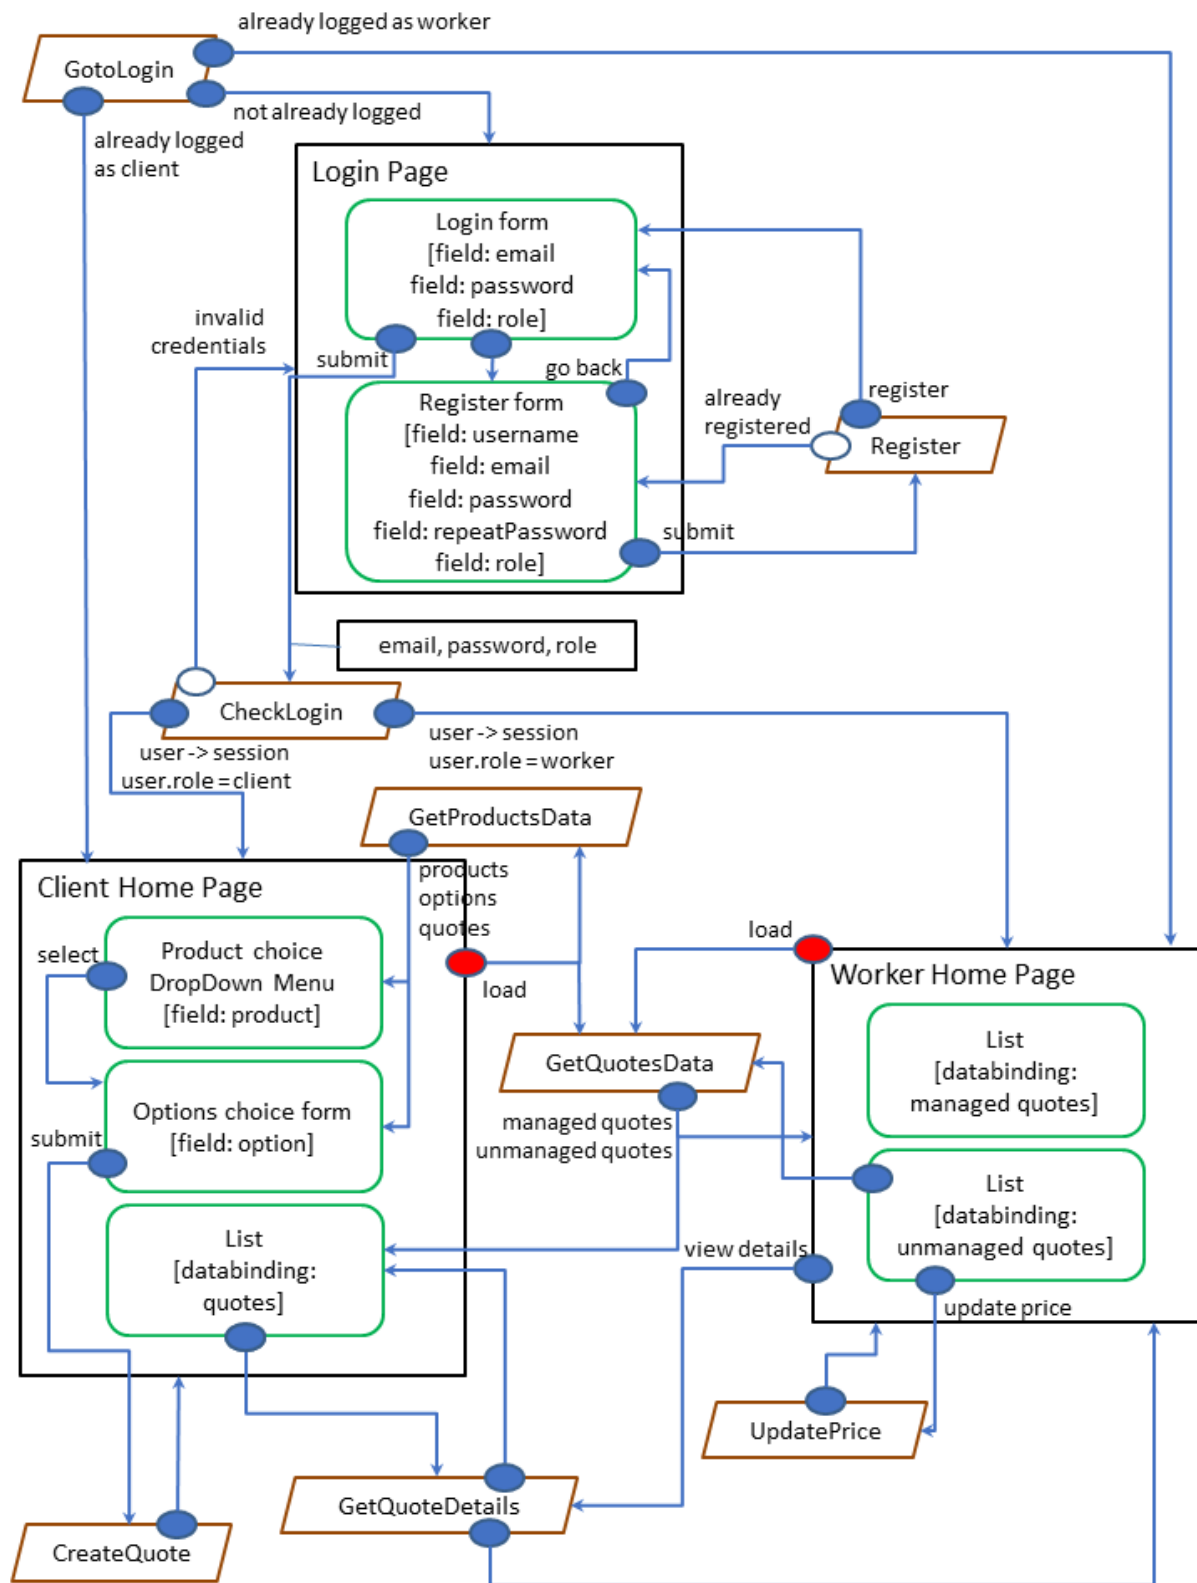 already logged as worker
GotoLogin
not already logged
already logged
as client
Login Page
Login form
[field: email
field: password
field: role]
invalid
credentials
submit
go back
Register form
[field: username
field: email
field: password
field: repeatPassword
field: role]
already
registered
register
Register
submit
email, password, role
CheckLogin
user -> session
user.role = client
user -> session
user.role = worker
GetProductsData
products
options
quotes
Client Home Page
select
Product choice
DropDown Menu
[field: product]
load
load
Worker Home Page
List
[databinding:
managed quotes]
GetQuotesData
Options choice form
[field: option]
submit
managed quotes
unmanaged quotes
List
[databinding:
unmanaged quotes]
List
[databinding:
quotes]
view details
update price
UpdatePrice
GetQuoteDetails
CreateQuote